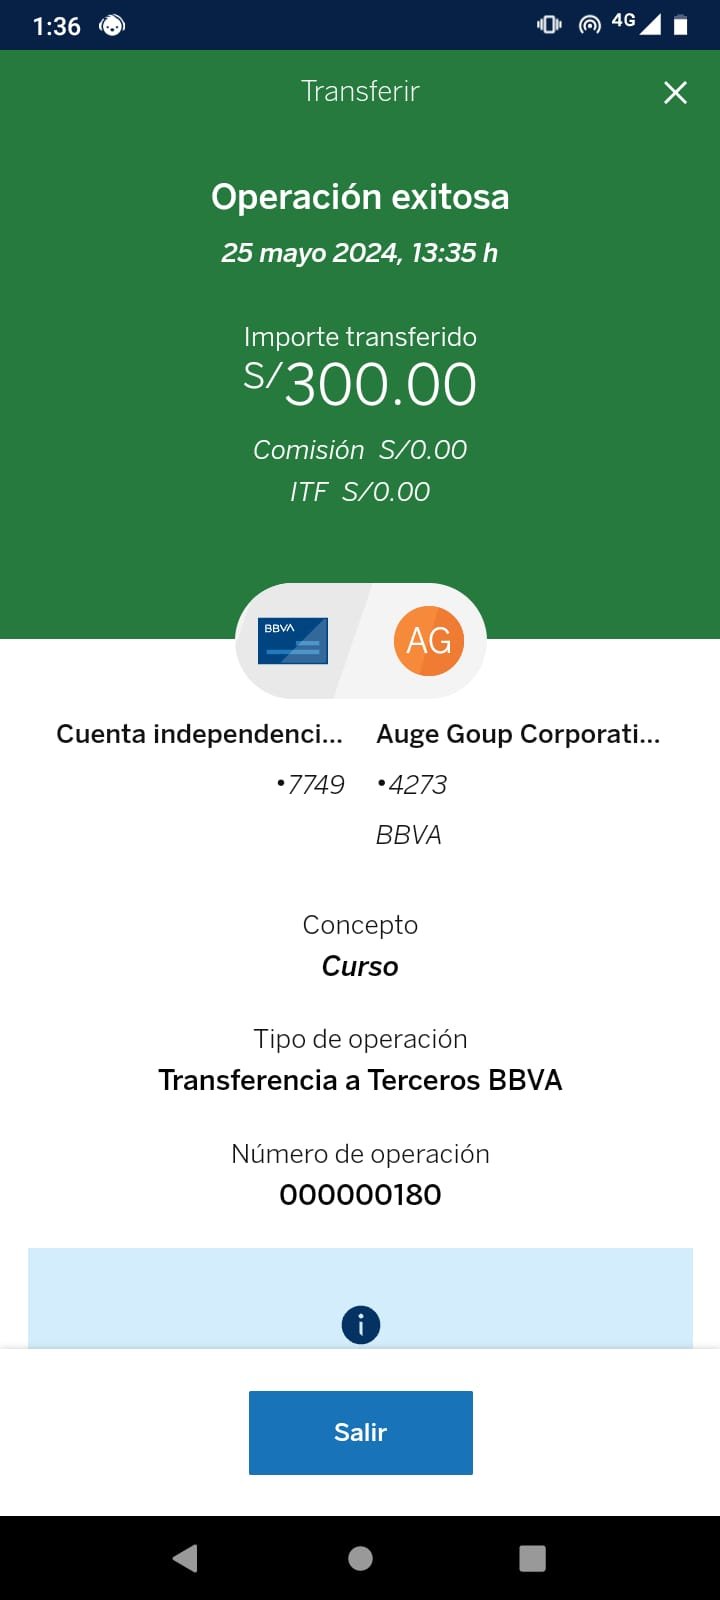 1:36
4G
Transferir
Operación exitosa
25 mayo 2024, 13:35 h
Importe transferido
S/300.00
Comisión S/0.00
ITF S/0.00
BBVA
AG
Cuenta independenci... Auge Goup Corporati...
•7749 •4273
BBVA
Concepto
Curso
Tipo de operación
Transferencia a Terceros BBVA
Número de operación
000000180
i
Salir